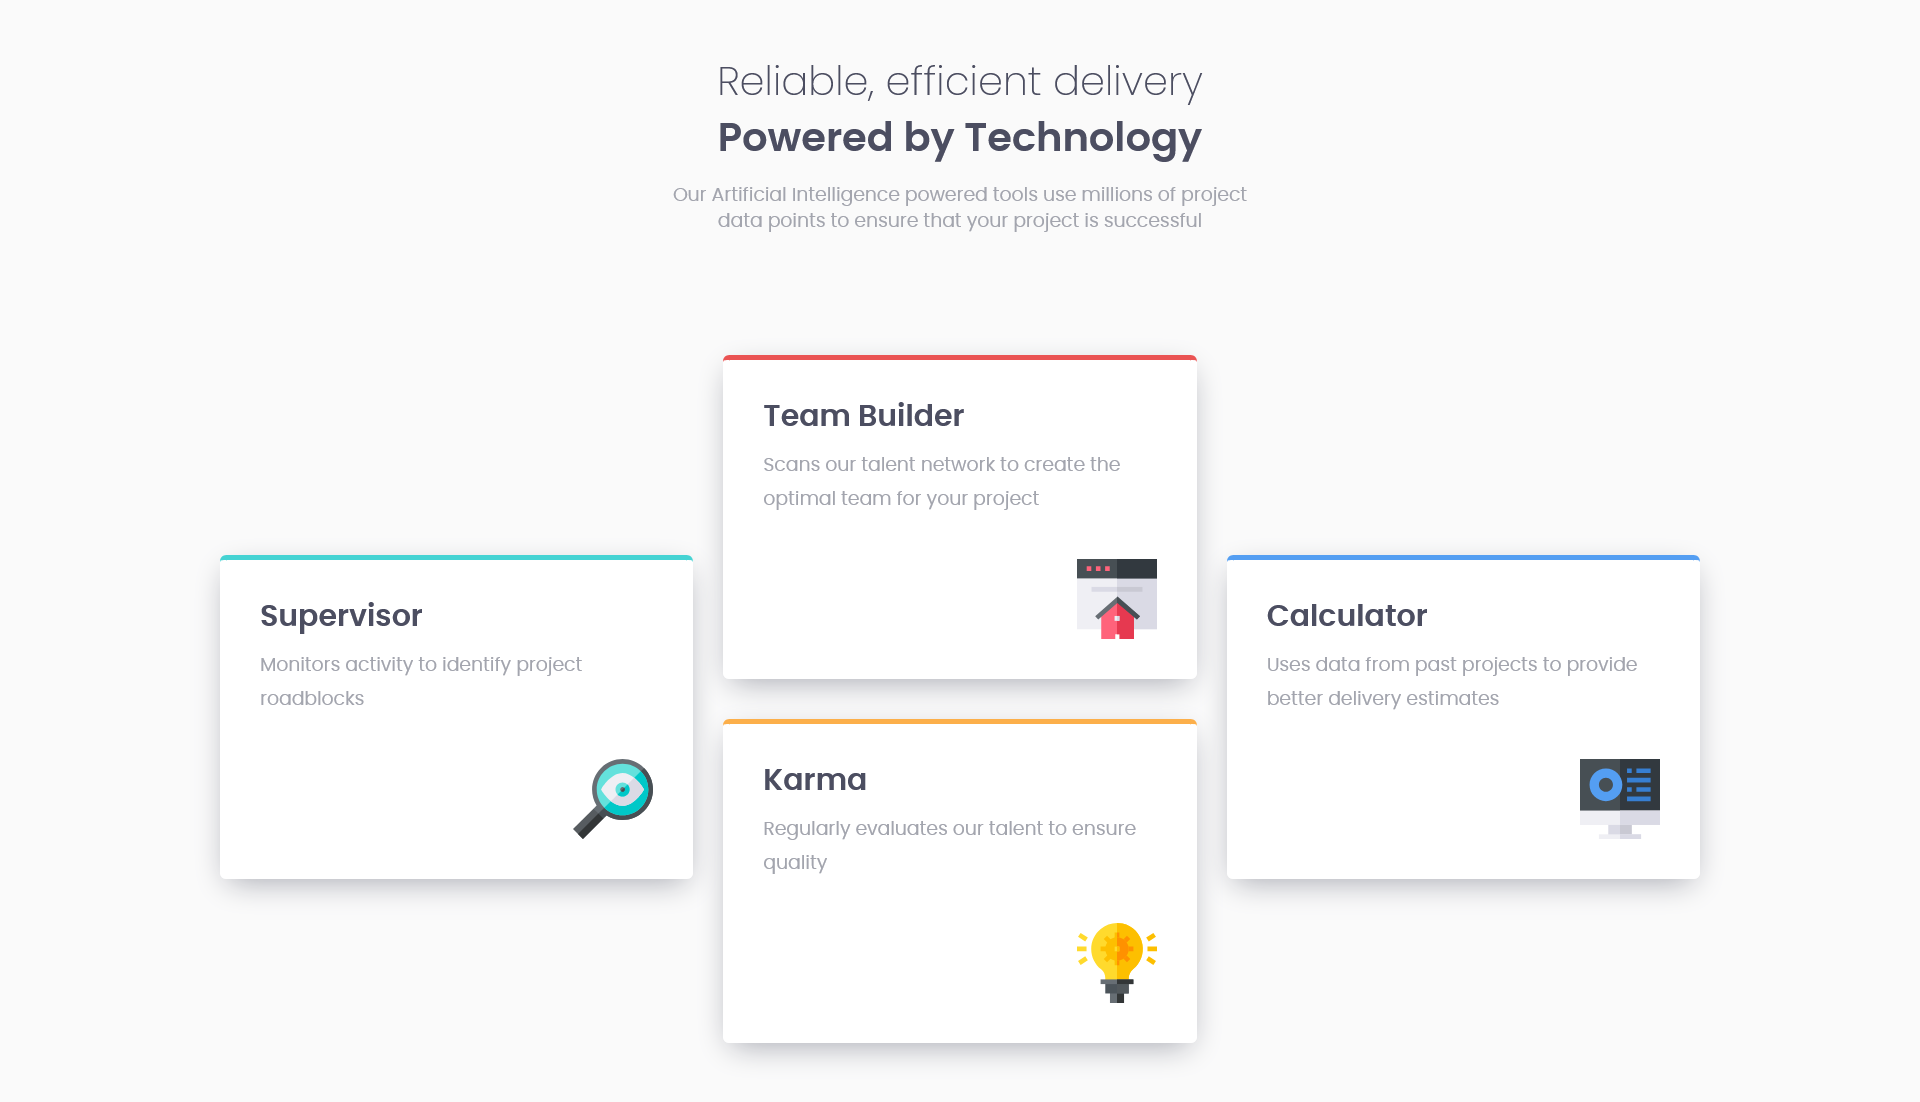 Reliable, efficient delivery
Powered by Technology
Our Artificial Intelligence powered tools use millions of project
data points to ensure that your project is successful
Supervisor
Monitors activity to identify project
roadblocks
Team Builder
Scans our talent network to create the
optimal team for your project
Karma
Regularly evaluates our talent to ensure
quality
Calculator
Uses data from past projects to provide
better delivery estimates